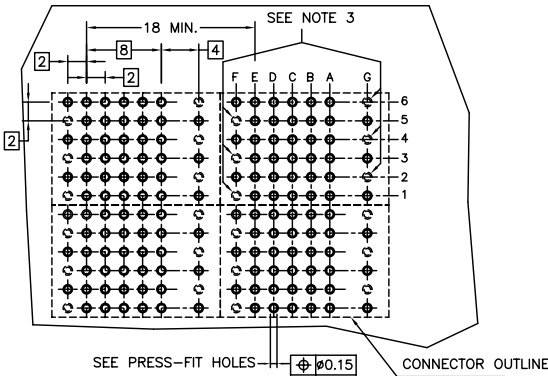 18 MIN.
SEE NOTE 3
8
4
2
2
F E D C B A G
6
5
2
4
3
2
1
SEE PRESS-FIT HOLES
⌖ ø0.15
CONNECTOR OUTLINE